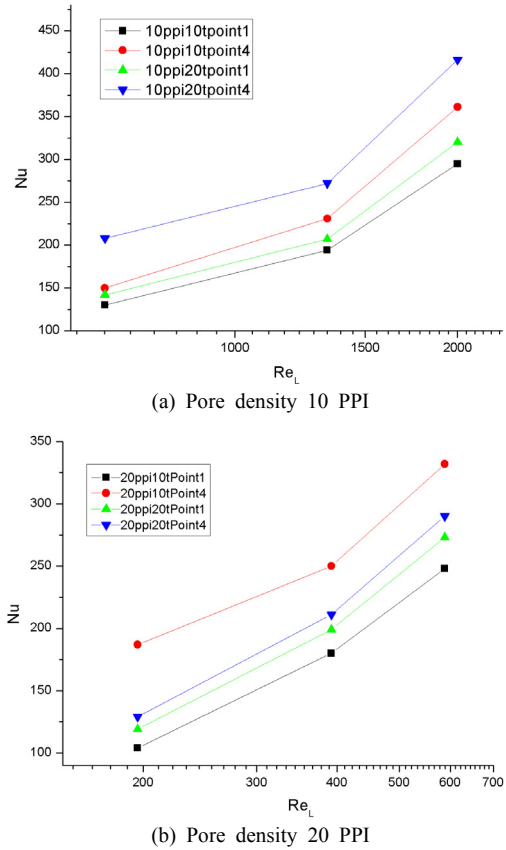 450
400
350
300
250
200
150
100
Nu
10ppi10tpoint1
10ppi10tpoint4
10ppi20tpoint1
10ppi20tpoint4
1000 1500 2000
Re_L
(a) Pore density 10 PPI
350
300
250
200
150
100
Nu
20ppi10tPoint1
20ppi10tPoint4
20ppi20tPoint1
20ppi20tPoint4
200 300 400 500 600 700
Re_L
(b) Pore density 20 PPI